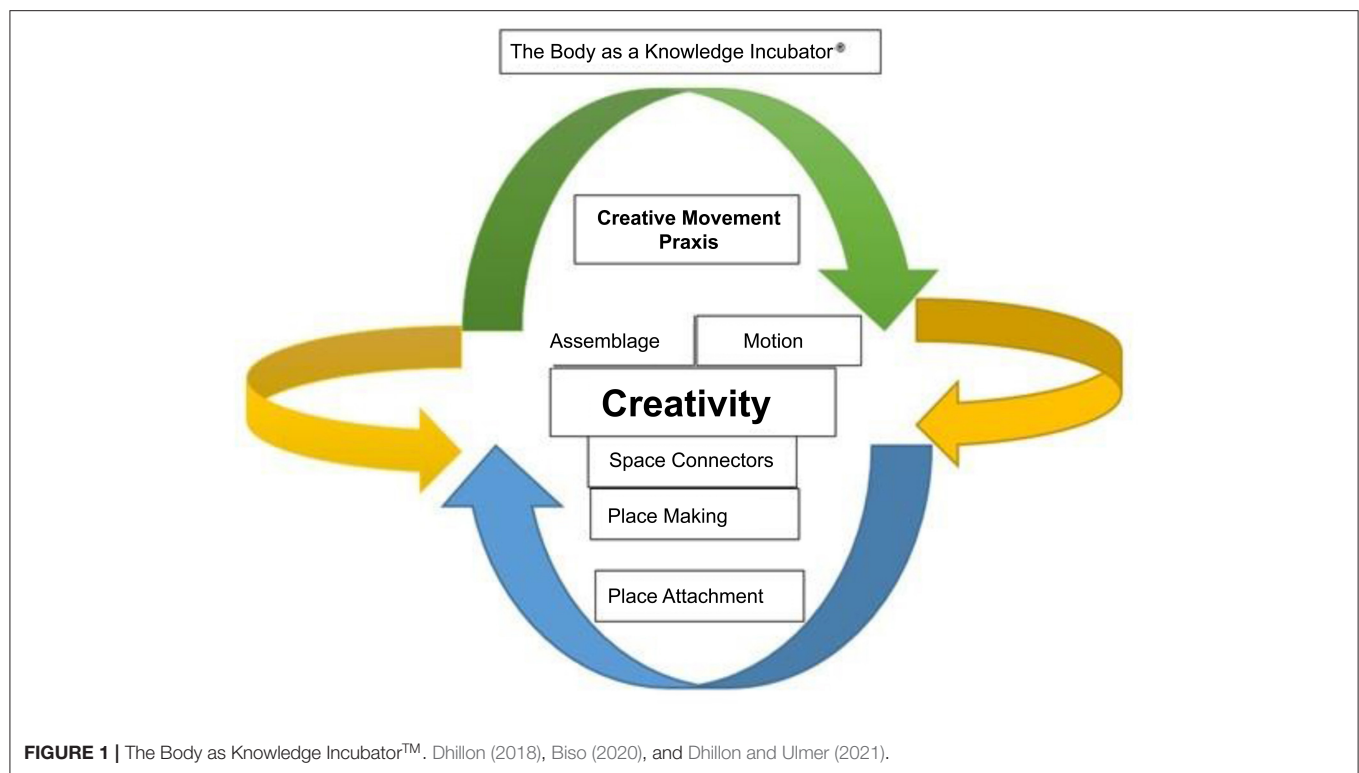 The Body as a Knowledge Incubator®
Creative Movement
Praxis
Assemblage
Motion
Creativity
Space Connectors
Place Making
Place Attachment
FIGURE 1 | The Body as Knowledge Incubator™. Dhillon (2018), Biso (2020), and Dhillon and Ulmer (2021).